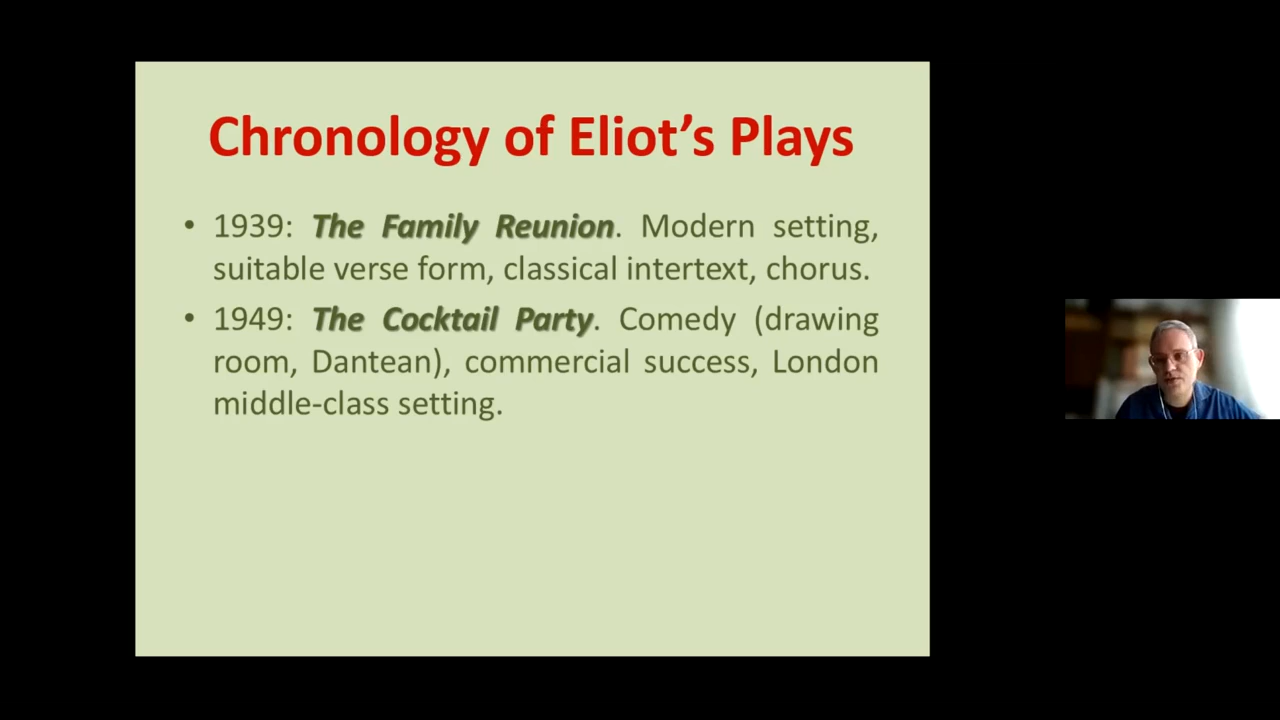 Chronology of Eliot’s Plays
• 1939: The Family Reunion. Modern setting,
suitable verse form, classical intertext, chorus.
• 1949: The Cocktail Party. Comedy (drawing
room, Dantean), commercial success, London
middle-class setting.